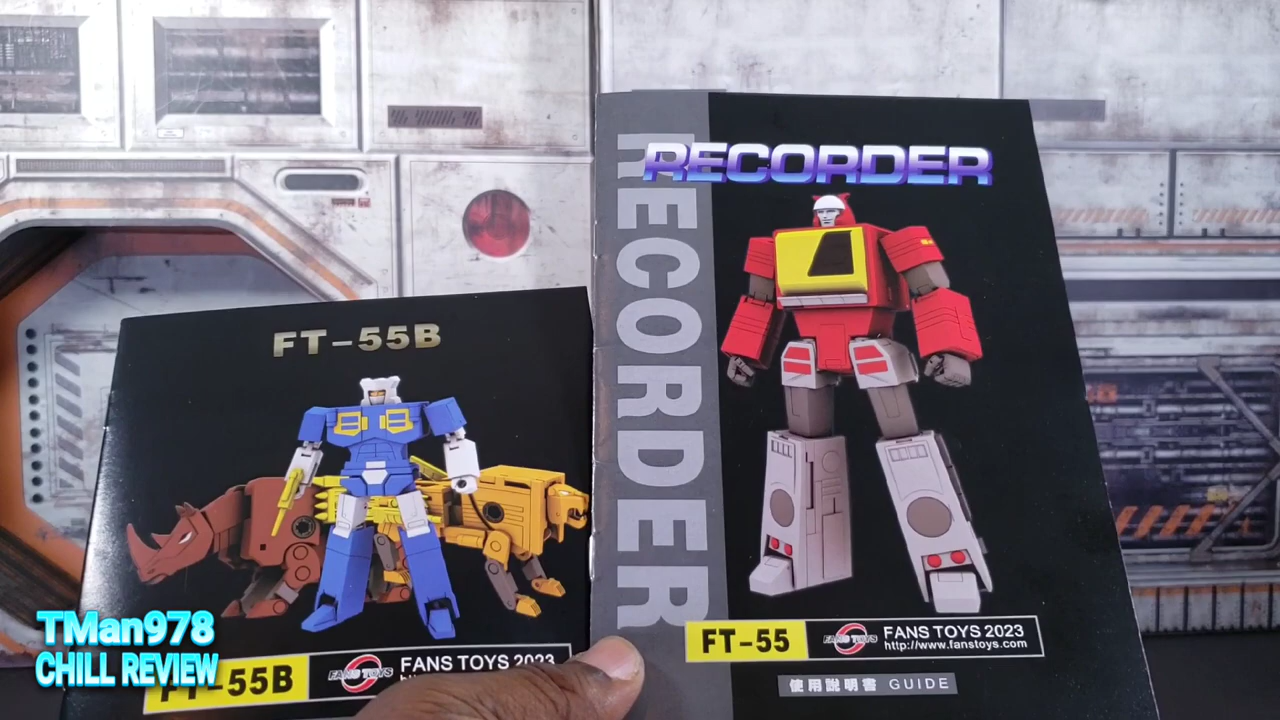 FT-55B
FT-55B
FANS TOYS
FANS TOYS 2023
RECORDER
RECORDER
FT-55
FANS TOYS
FANS TOYS 2023
http://www.fanstoys.com
使用說明書 GUIDE
TMan978
CHILL REVIEW